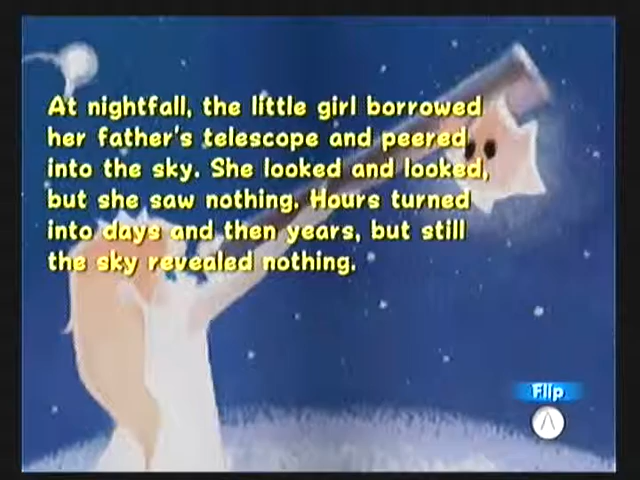 At nightfall, the little girl borrowed
her father's telescope and peered
into the sky. She looked and looked,
but she saw nothing. Hours turned
into days and then years, but still
the sky revealed nothing.
Flip
A